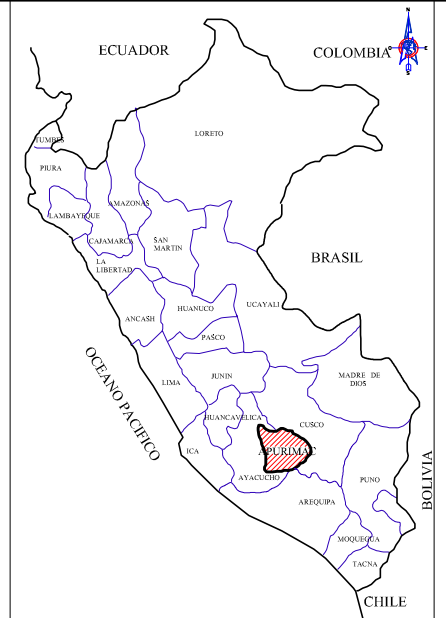 ECUADOR
COLOMBIA
N
O
E
S
LORETO
TUMBES
PIURA
AMAZONAS
LAMBAYEQUE
CAJAMARCA
SAN
MARTIN
LA
LIBERTAD
BRASIL
ANCASH
HUANUCO
UCAYALI
PASCO
OCEANO PACIFICO
LIMA
JUNIN
MADRE DE
DIOS
HUANCAVELICA
CUSCO
ICA
APURIMAC
AYACUCHO
PUNO
BOLIVIA
AREQUIPA
MOQUEGUA
TACNA
CHILE